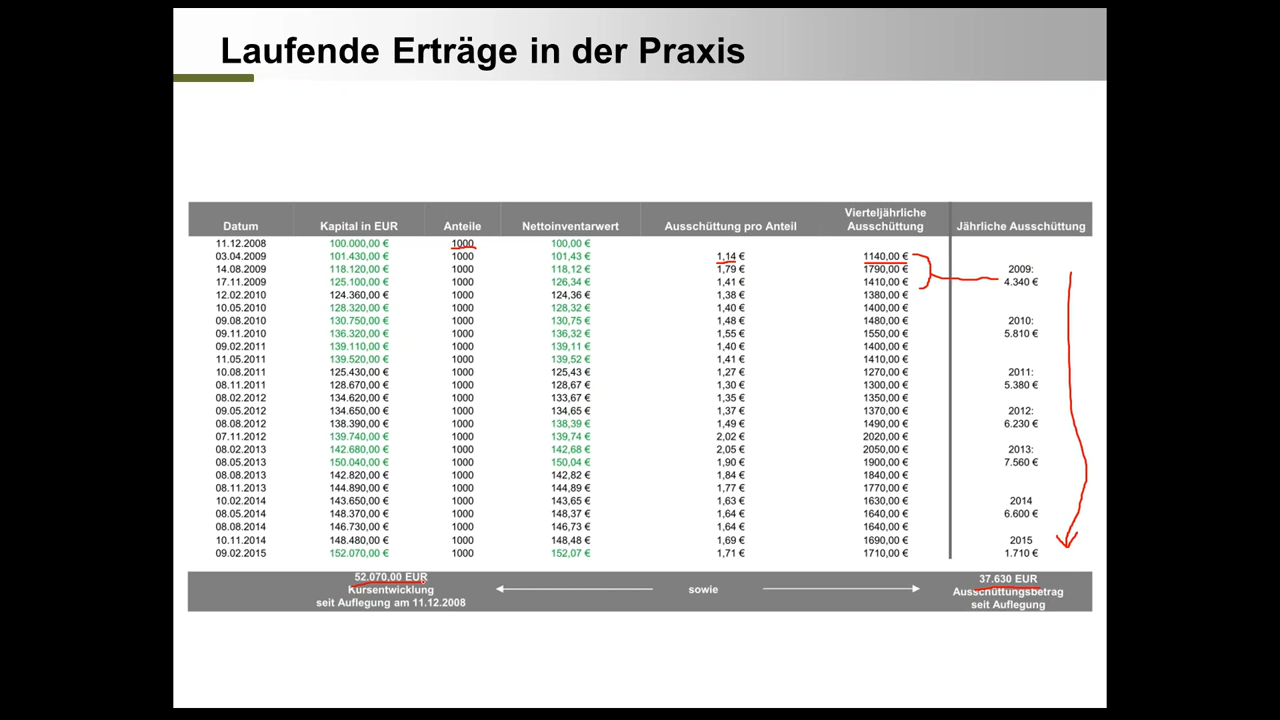 Laufende Erträge in der Praxis
Datum Kapital in EUR Anteile Nettoinventarwert Ausschüttung pro Anteil Vierteljährliche Ausschüttung Jährliche Ausschüttung
11.12.2008 100.000,00 € 1000 100,00 €
03.04.2009 101.430,00 € 1000 101,43 € 1,14 € 1140,00 €
14.08.2009 118.120,00 € 1000 118,12 € 1,79 € 1790,00 € 2009:
17.11.2009 125.100,00 € 1000 126,34 € 1,41 € 1410,00 € 4.340 €
12.02.2010 124.360,00 € 1000 124,36 € 1,38 € 1380,00 €
10.05.2010 128.320,00 € 1000 128,32 € 1,40 € 1400,00 €
09.08.2010 130.750,00 € 1000 130,75 € 1,48 € 1480,00 € 2010:
09.11.2010 136.320,00 € 1000 136,32 € 1,55 € 1550,00 € 5.810 €
09.02.2011 139.110,00 € 1000 139,11 € 1,40 € 1400,00 €
11.05.2011 139.520,00 € 1000 139,52 € 1,41 € 1410,00 €
10.08.2011 125.430,00 € 1000 125,43 € 1,27 € 1270,00 € 2011:
08.11.2011 128.670,00 € 1000 128,67 € 1,30 € 1300,00 € 5.380 €
08.02.2012 134.620,00 € 1000 133,67 € 1,35 € 1350,00 €
09.05.2012 134.650,00 € 1000 134,65 € 1,37 € 1370,00 € 2012:
08.08.2012 138.390,00 € 1000 138,39 € 1,49 € 1490,00 € 6.230 €
07.11.2012 139.740,00 € 1000 139,74 € 2,02 € 2020,00 €
08.02.2013 142.680,00 € 1000 142,68 € 2,05 € 2050,00 € 2013:
08.05.2013 150.040,00 € 1000 150,04 € 1,90 € 1900,00 € 7.560 €
08.08.2013 142.820,00 € 1000 142,82 € 1,84 € 1840,00 €
08.11.2013 144.890,00 € 1000 144,89 € 1,77 € 1770,00 €
10.02.2014 143.650,00 € 1000 143,65 € 1,63 € 1630,00 € 2014
08.05.2014 148.370,00 € 1000 148,37 € 1,64 € 1640,00 € 6.600 €
08.08.2014 146.730,00 € 1000 146,73 € 1,64 € 1640,00 €
10.11.2014 148.480,00 € 1000 148,48 € 1,69 € 1690,00 € 2015
09.02.2015 152.070,00 € 1000 152,07 € 1,71 € 1710,00 € 1.710 €
52.070,00 EUR
Kursentwicklung
seit Auflegung am 11.12.2008
sowie
37.630 EUR
Ausschüttungsbetrag
seit Auflegung